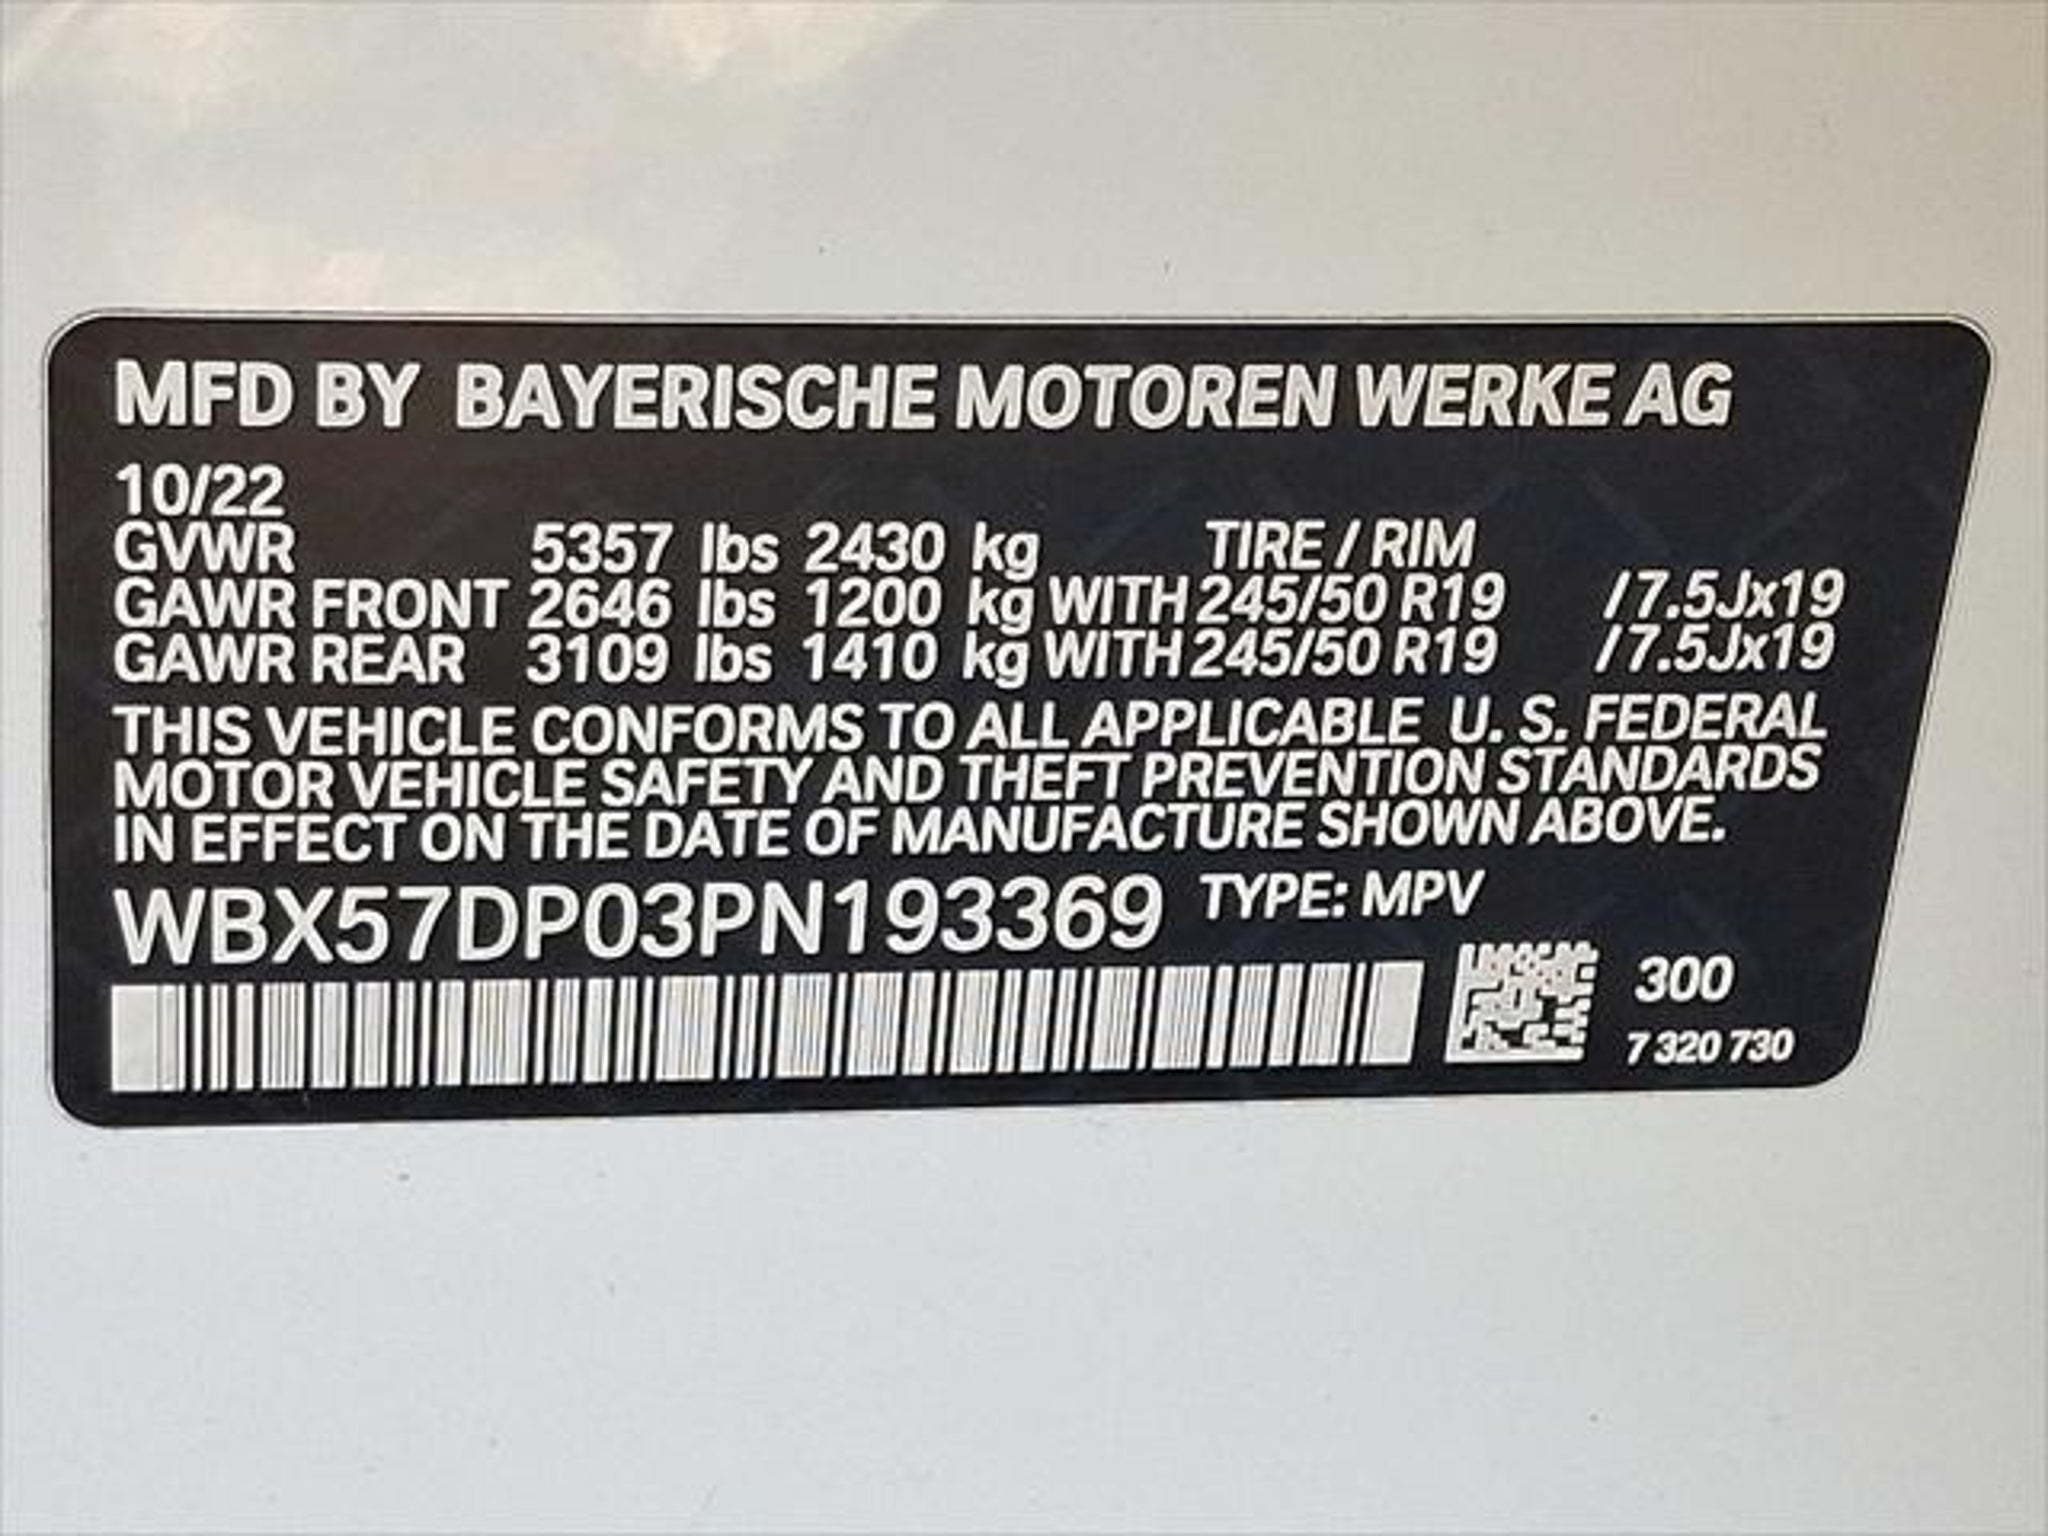 MFD BY BAYERISCHE MOTOREN WERKE AG
10/22
GVWR 5357 lbs 2430 kg TIRE / RIM
GAWR FRONT 2646 lbs 1200 kg WITH 245/50 R19 / 7.5Jx19
GAWR REAR 3109 lbs 1410 kg WITH 245/50 R19 / 7.5Jx19
THIS VEHICLE CONFORMS TO ALL APPLICABLE U. S. FEDERAL
MOTOR VEHICLE SAFETY AND THEFT PREVENTION STANDARDS
IN EFFECT ON THE DATE OF MANUFACTURE SHOWN ABOVE.
WBX57DP03PN193369 TYPE: MPV
300
7 320 730